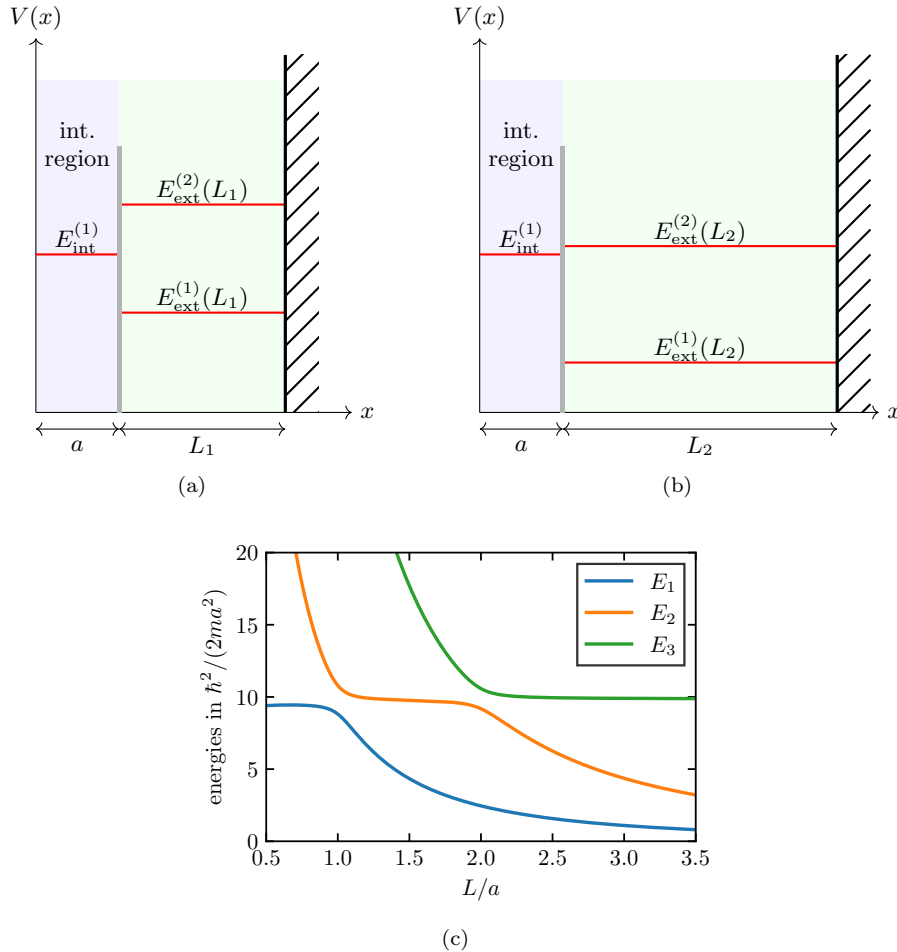 V(x)
int.
region
E_int^(1)
E_ext^(2)(L_1)
E_ext^(1)(L_1)
x
a
L_1
(a)
V(x)
int.
region
E_int^(1)
E_ext^(2)(L_2)
E_ext^(1)(L_2)
x
a
L_2
(b)
energies in ħ^2/(2ma^2)
20
15
10
5
0
E_1
E_2
E_3
0.5 1.0 1.5 2.0 2.5 3.0 3.5
L/a
(c)